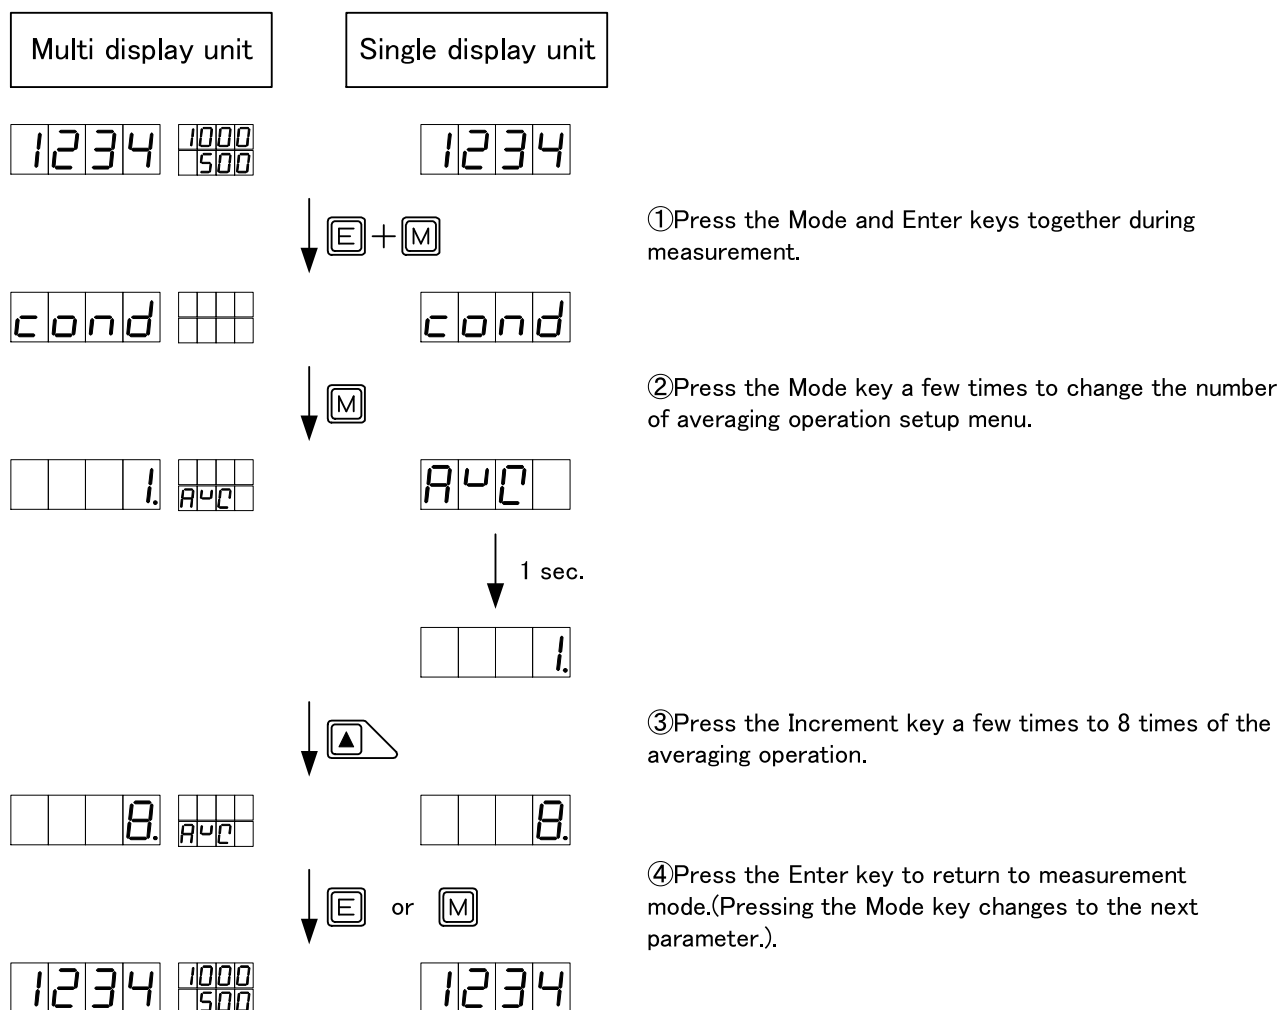 Multi display unit
Single display unit
1234 1000
500
1234
E + M
①Press the Mode and Enter keys together during
measurement.
cond
cond
M
②Press the Mode key a few times to change the number
of averaging operation setup menu.
1. AvG
AvG
1 sec.
1.
▲
③Press the Increment key a few times to 8 times of the
averaging operation.
8. AvG
8.
E or M
④Press the Enter key to return to measurement
mode.(Pressing the Mode key changes to the next
parameter.).
1234 1000
500
1234